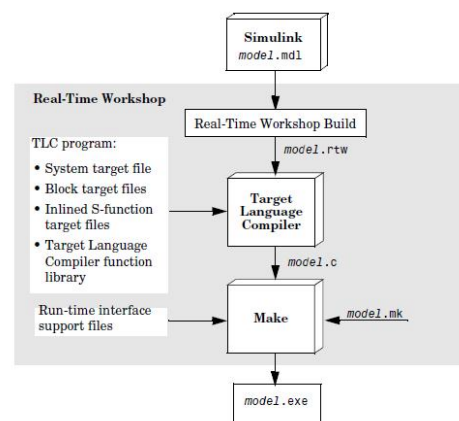 Simulink
model.mdl
Real-Time Workshop
Real-Time Workshop Build
model.rtw
TLC program:
• System target file
• Block target files
• Inlined S-function
target files
• Target Language
Compiler function
library
Target
Language
Compiler
model.c
Run-time interface
support files
Make
model.mk
model.exe